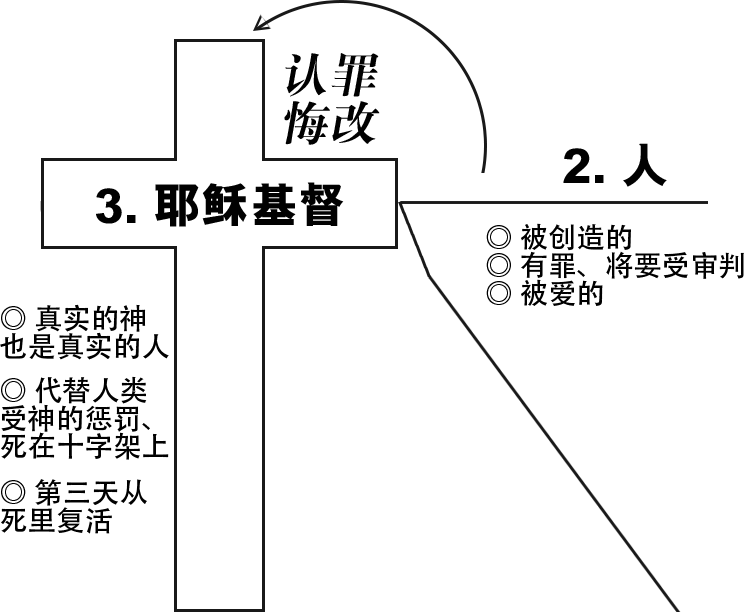 认罪
悔改
2. 人
3. 耶稣基督
◎ 被创造的
◎ 有罪、将要受审判
◎ 被爱的
◎ 真实的神
也是真实的人
◎ 代替人类
受神的惩罚、
死在十字架上
◎ 第三天从
死里复活